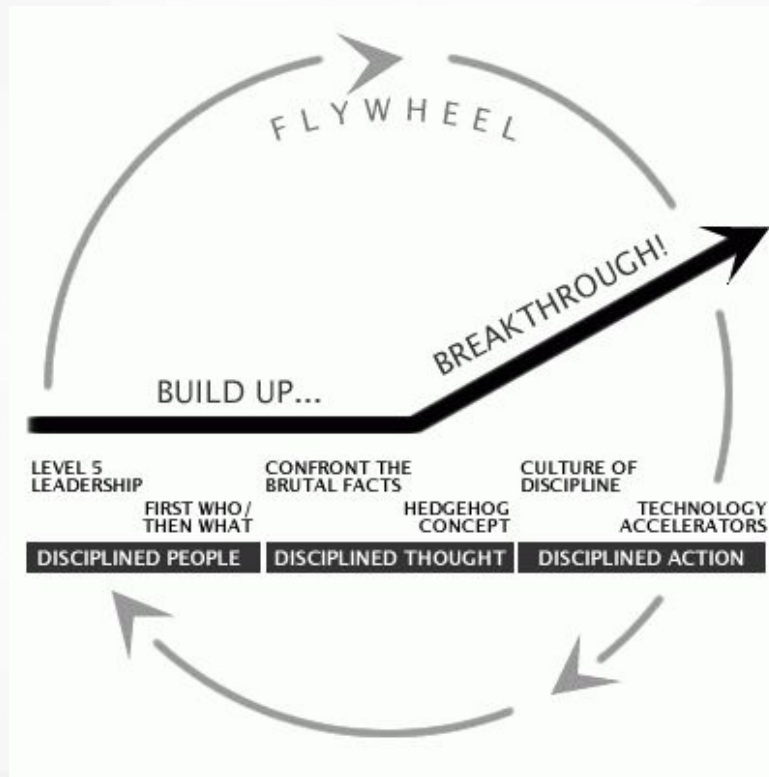 FLYWHEEL
BREAKTHROUGH!
BUILD UP...
LEVEL 5
LEADERSHIP
FIRST WHO/
THEN WHAT
DISCIPLINED PEOPLE
CONFRONT THE
BRUTAL FACTS
HEDGEHOG
CONCEPT
DISCIPLINED THOUGHT
CULTURE OF
DISCIPLINE
TECHNOLOGY
ACCELERATORS
DISCIPLINED ACTION